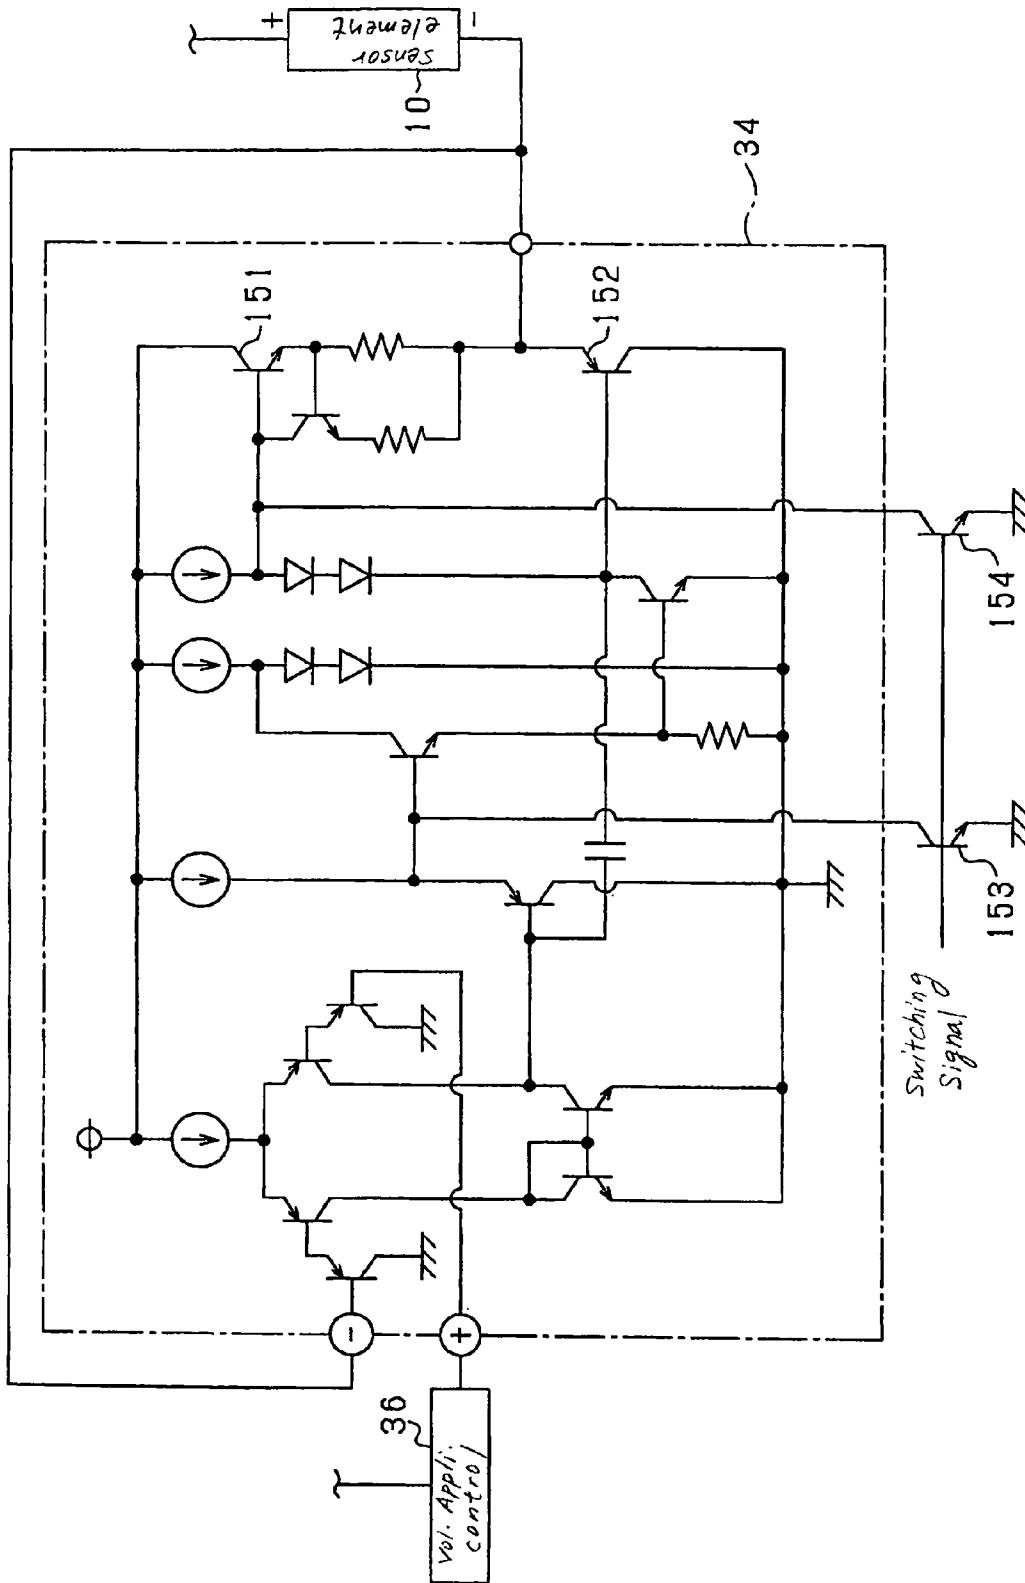 +
sensor
element
-
10
34
151
152
-
+
36
Vol. Appli.
control
153
154
Switching
Signal